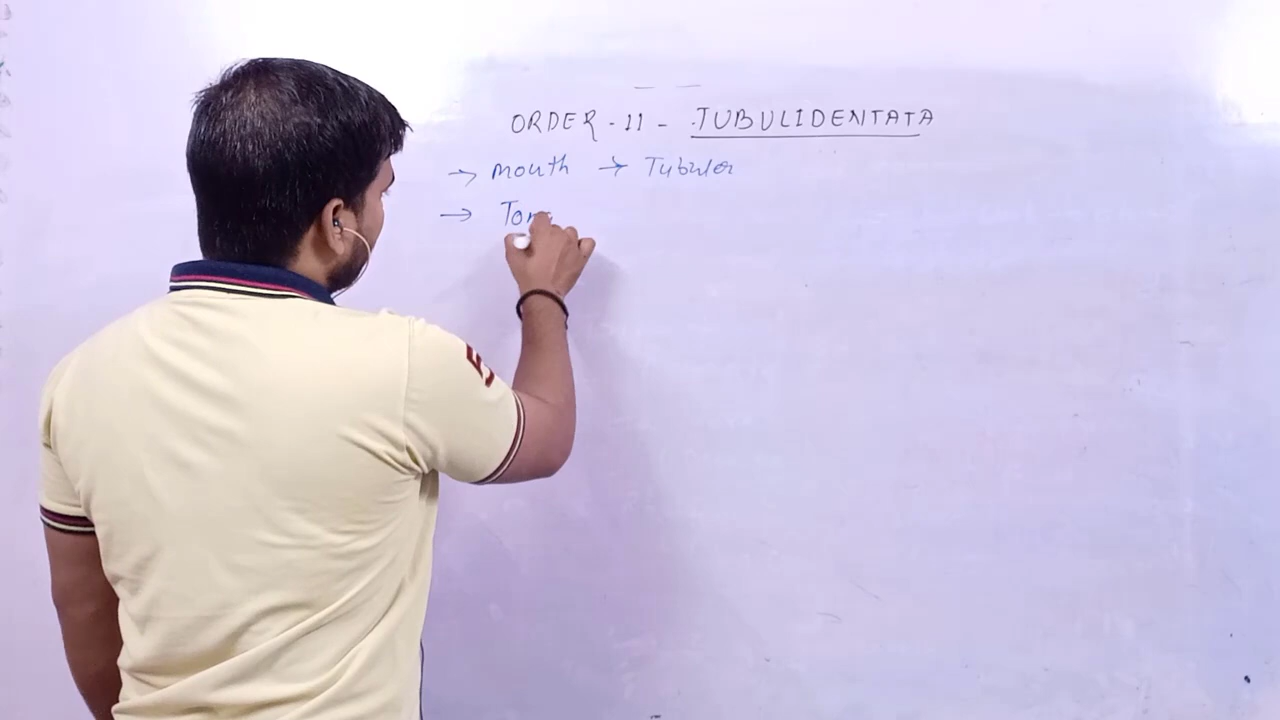 ORDER - 11 - TUBULIDENTATA
→ mouth → Tubular
→ Ton